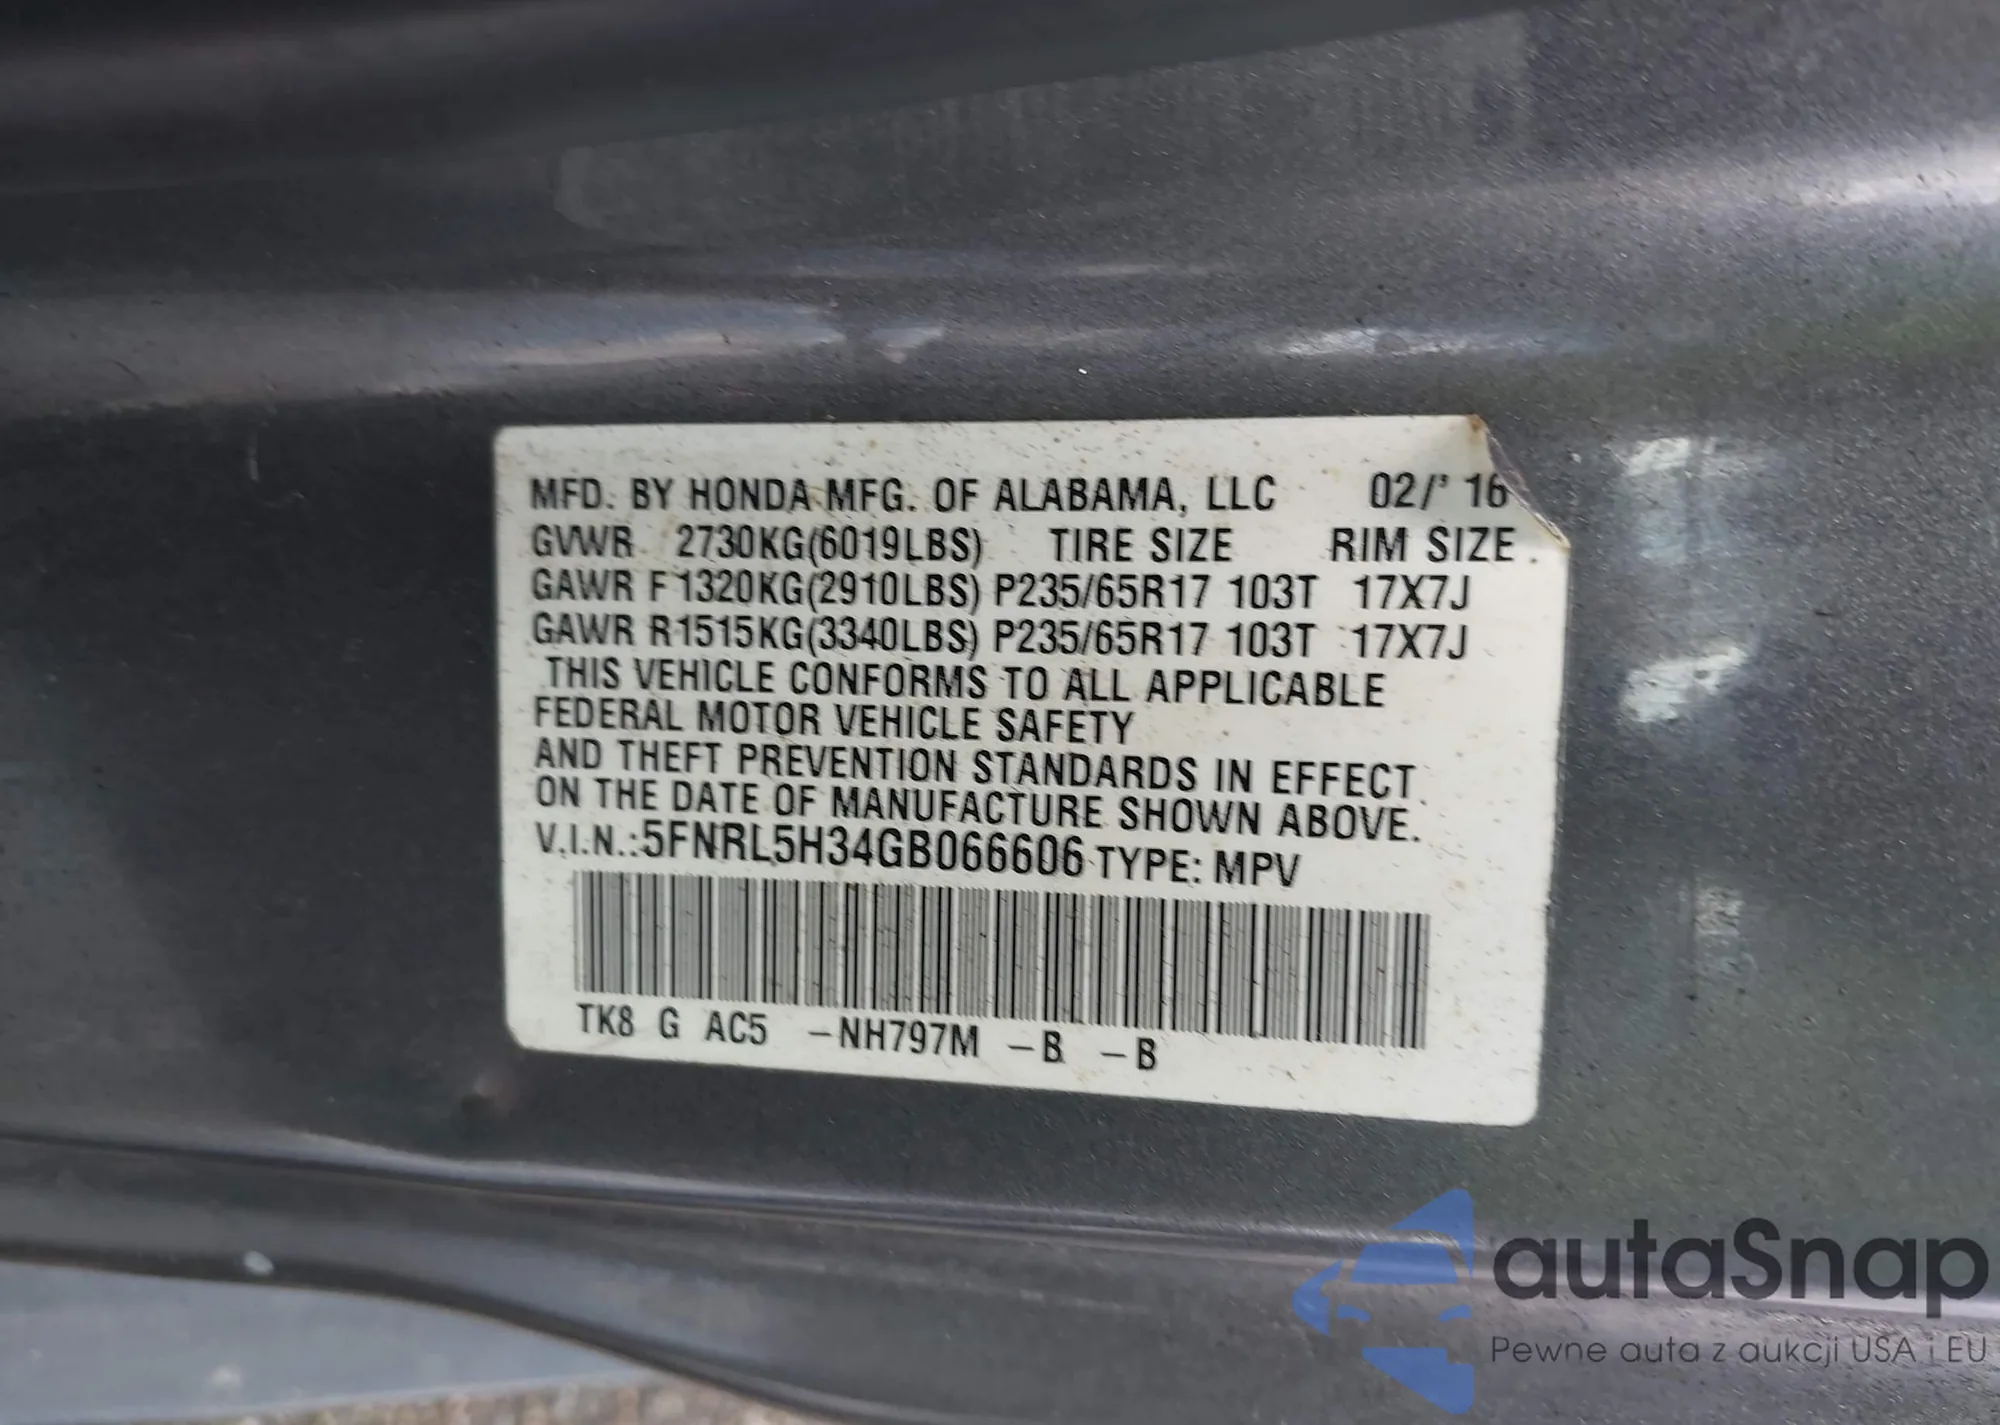 MFD. BY HONDA MFG. OF ALABAMA, LLC 02/' 16
GVWR 2730KG(6019LBS) TIRE SIZE RIM SIZE
GAWR F 1320KG(2910LBS) P235/65R17 103T 17X7J
GAWR R1515KG(3340LBS) P235/65R17 103T 17X7J
THIS VEHICLE CONFORMS TO ALL APPLICABLE
FEDERAL MOTOR VEHICLE SAFETY
AND THEFT PREVENTION STANDARDS IN EFFECT
ON THE DATE OF MANUFACTURE SHOWN ABOVE.
V.I.N.:5FNRL5H34GB066606 TYPE: MPV
TK8 G AC5 -NH797M -B -B
autaSnap
Pewne auta z aukcji USA i EU